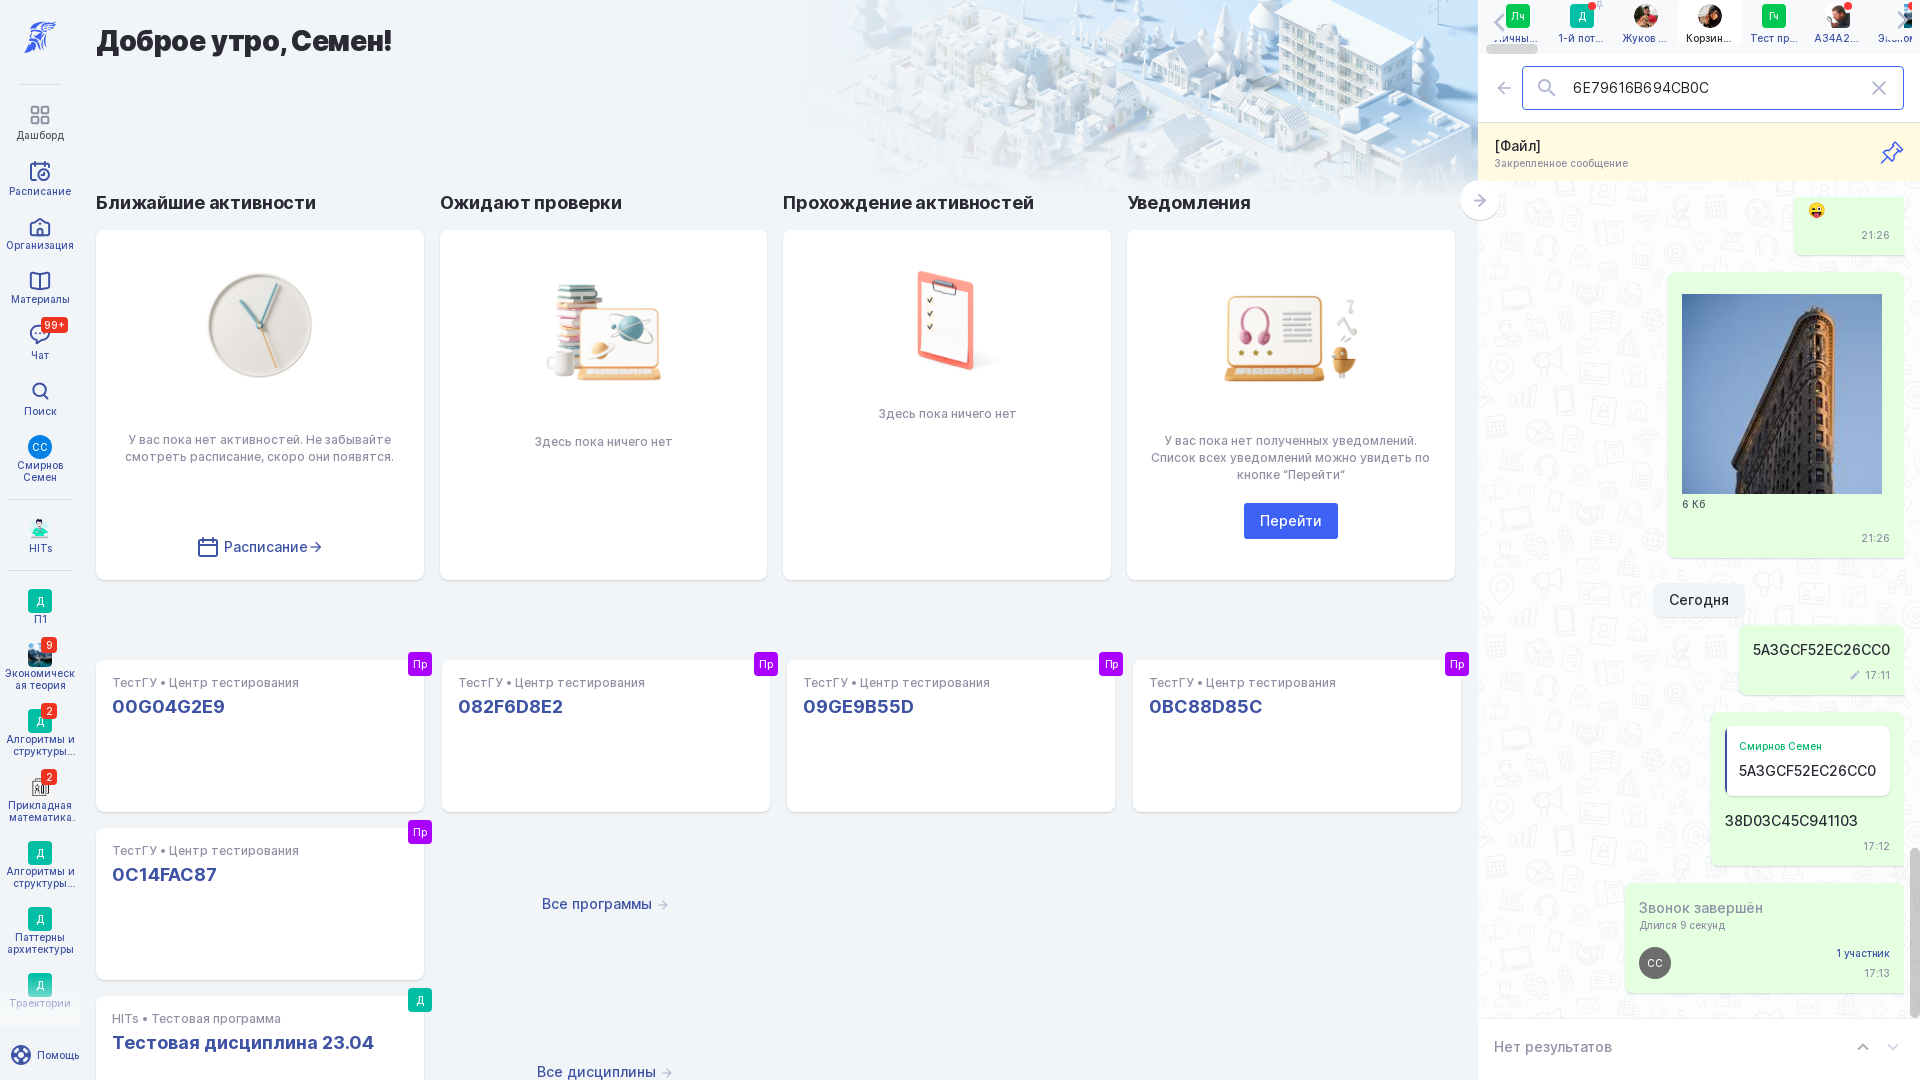 Дашборд
Расписание
Организация
Материалы
99+
Чат
Поиск
СС
Смирнов
Семен
HITs
Д
П1
9
Экономическ
ая теория
2
Д
Алгоритмы и
структуры...
2
Прикладная
математика.
Д
Алгоритмы и
структуры...
Д
Паттерны
архитектуры
Д
Траектории
Помощь
Доброе утро, Семен!
Ближайшие активности
У вас пока нет активностей. Не забывайте
смотреть расписание, скоро они появятся.
Расписание
Ожидают проверки
Здесь пока ничего нет
Прохождение активностей
Здесь пока ничего нет
Уведомления
У вас пока нет полученных уведомлений.
Список всех уведомлений можно увидеть по
кнопке “Перейти“
Перейти
Пр
ТестГУ • Центр тестирования
00G04G2E9
Пр
ТестГУ • Центр тестирования
082F6D8E2
Пр
ТестГУ • Центр тестирования
09GE9B55D
Пр
ТестГУ • Центр тестирования
0BC88D85C
Пр
ТестГУ • Центр тестирования
0C14FAC87
Все программы
Д
HITs • Тестовая программа
Тестовая дисциплина 23.04
Все дисциплины
Лч
Личны...
Д
1-й пот...
Жуков ...
Корзин...
Гч
Тест пр...
A34A2...
6E79616B694CB0C
[Файл]
Закрепленное сообщение
21:26
6 Кб
21:26
Сегодня
5A3GCF52EC26CC0
17:11
Смирнов Семен
5A3GCF52EC26CC0
38D03C45C941103
17:12
Звонок завершён
Длился 9 секунд
СС
1 участник
17:13
Нет результатов